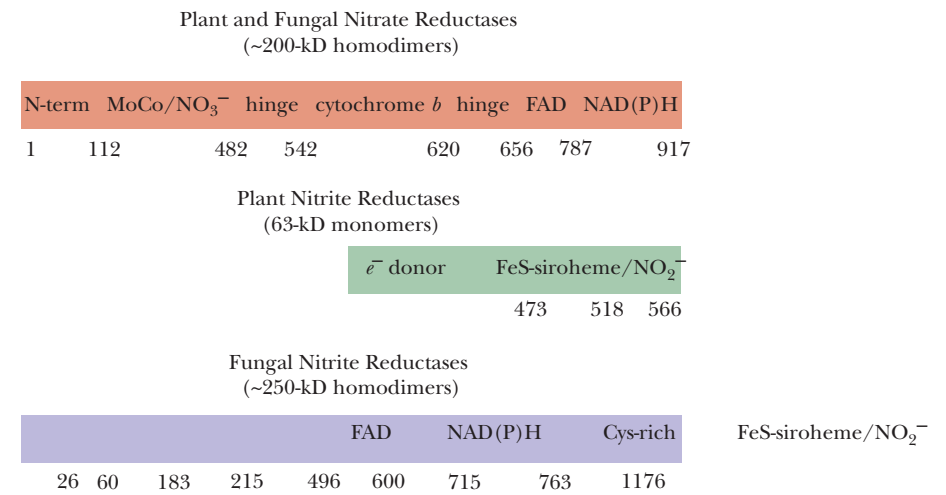 Plant and Fungal Nitrate Reductases
(~200-kD homodimers)
N-term MoCo/NO₃⁻ hinge cytochrome b hinge FAD NAD(P)H
1 112 482 542 620 656 787 917
Plant Nitrite Reductases
(63-kD monomers)
e⁻ donor FeS-siroheme/NO₂⁻
473 518 566
Fungal Nitrite Reductases
(~250-kD homodimers)
FAD NAD(P)H Cys-rich FeS-siroheme/NO₂⁻
26 60 183 215 496 600 715 763 1176